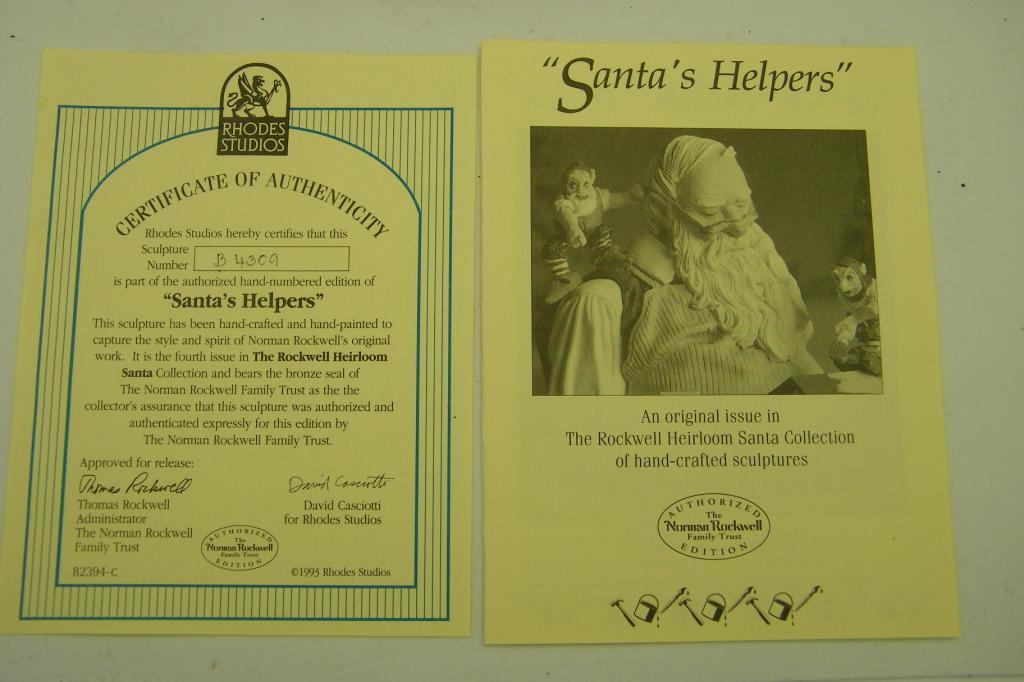 RHODES
STUDIOS
CERTIFICATE OF AUTHENTICITY
Rhodes Studios hereby certifies that this
Sculpture
Number B 4309
is part of the authorized hand-numbered edition of
"Santa's Helpers"
This sculpture has been hand-crafted and hand-painted to
capture the style and spirit of Norman Rockwell's original
work. It is the fourth issue in The Rockwell Heirloom
Santa Collection and bears the bronze seal of
The Norman Rockwell Family Trust as the the
collector's assurance that this sculpture was authorized and
authenticated expressly for this edition by
The Norman Rockwell Family Trust.
Approved for release:
Thomas Rockwell
Thomas Rockwell
Administrator
The Norman Rockwell
Family Trust
82394-C
David Casciotti
David Casciotti
for Rhodes Studios
AUTHORIZED
The
Norman Rockwell
Family Trust
EDITION
©1993 Rhodes Studios
"Santa's Helpers"
An original issue in
The Rockwell Heirloom Santa Collection
of hand-crafted sculptures
AUTHORIZED
The
Norman Rockwell
Family Trust
EDITION